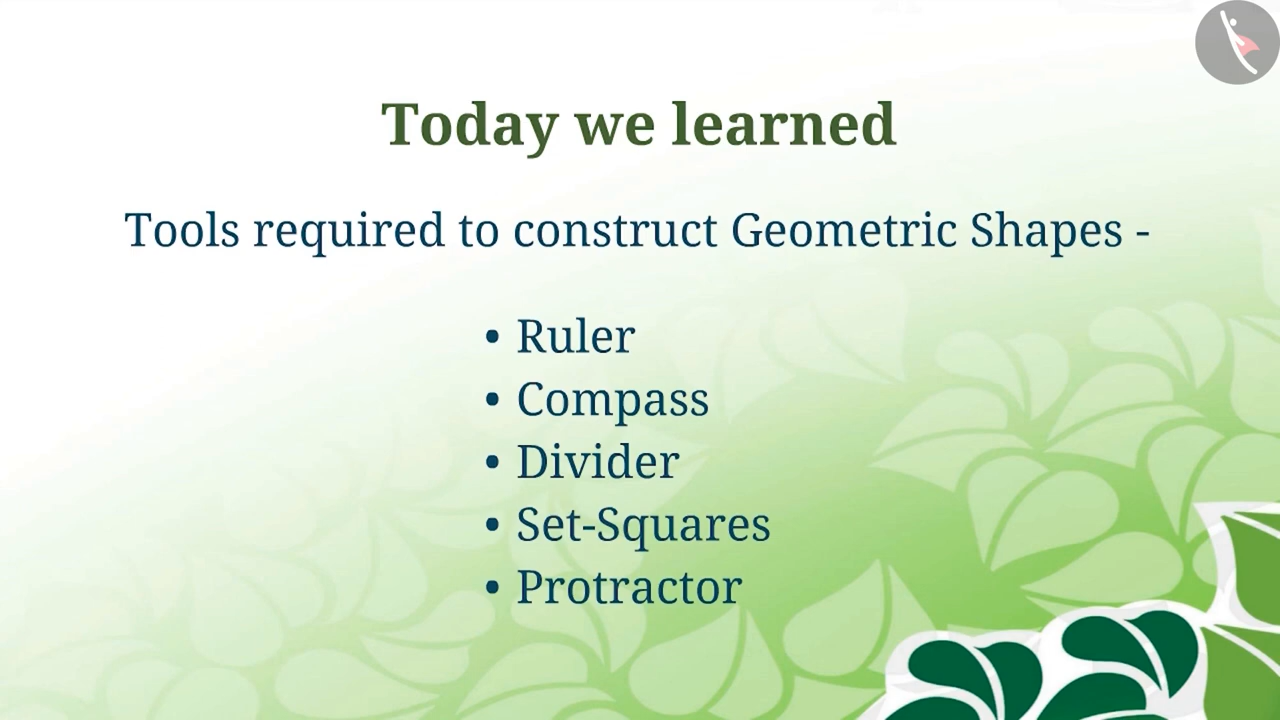 Today we learned
Tools required to construct Geometric Shapes -
• Ruler
• Compass
• Divider
• Set-Squares
• Protractor